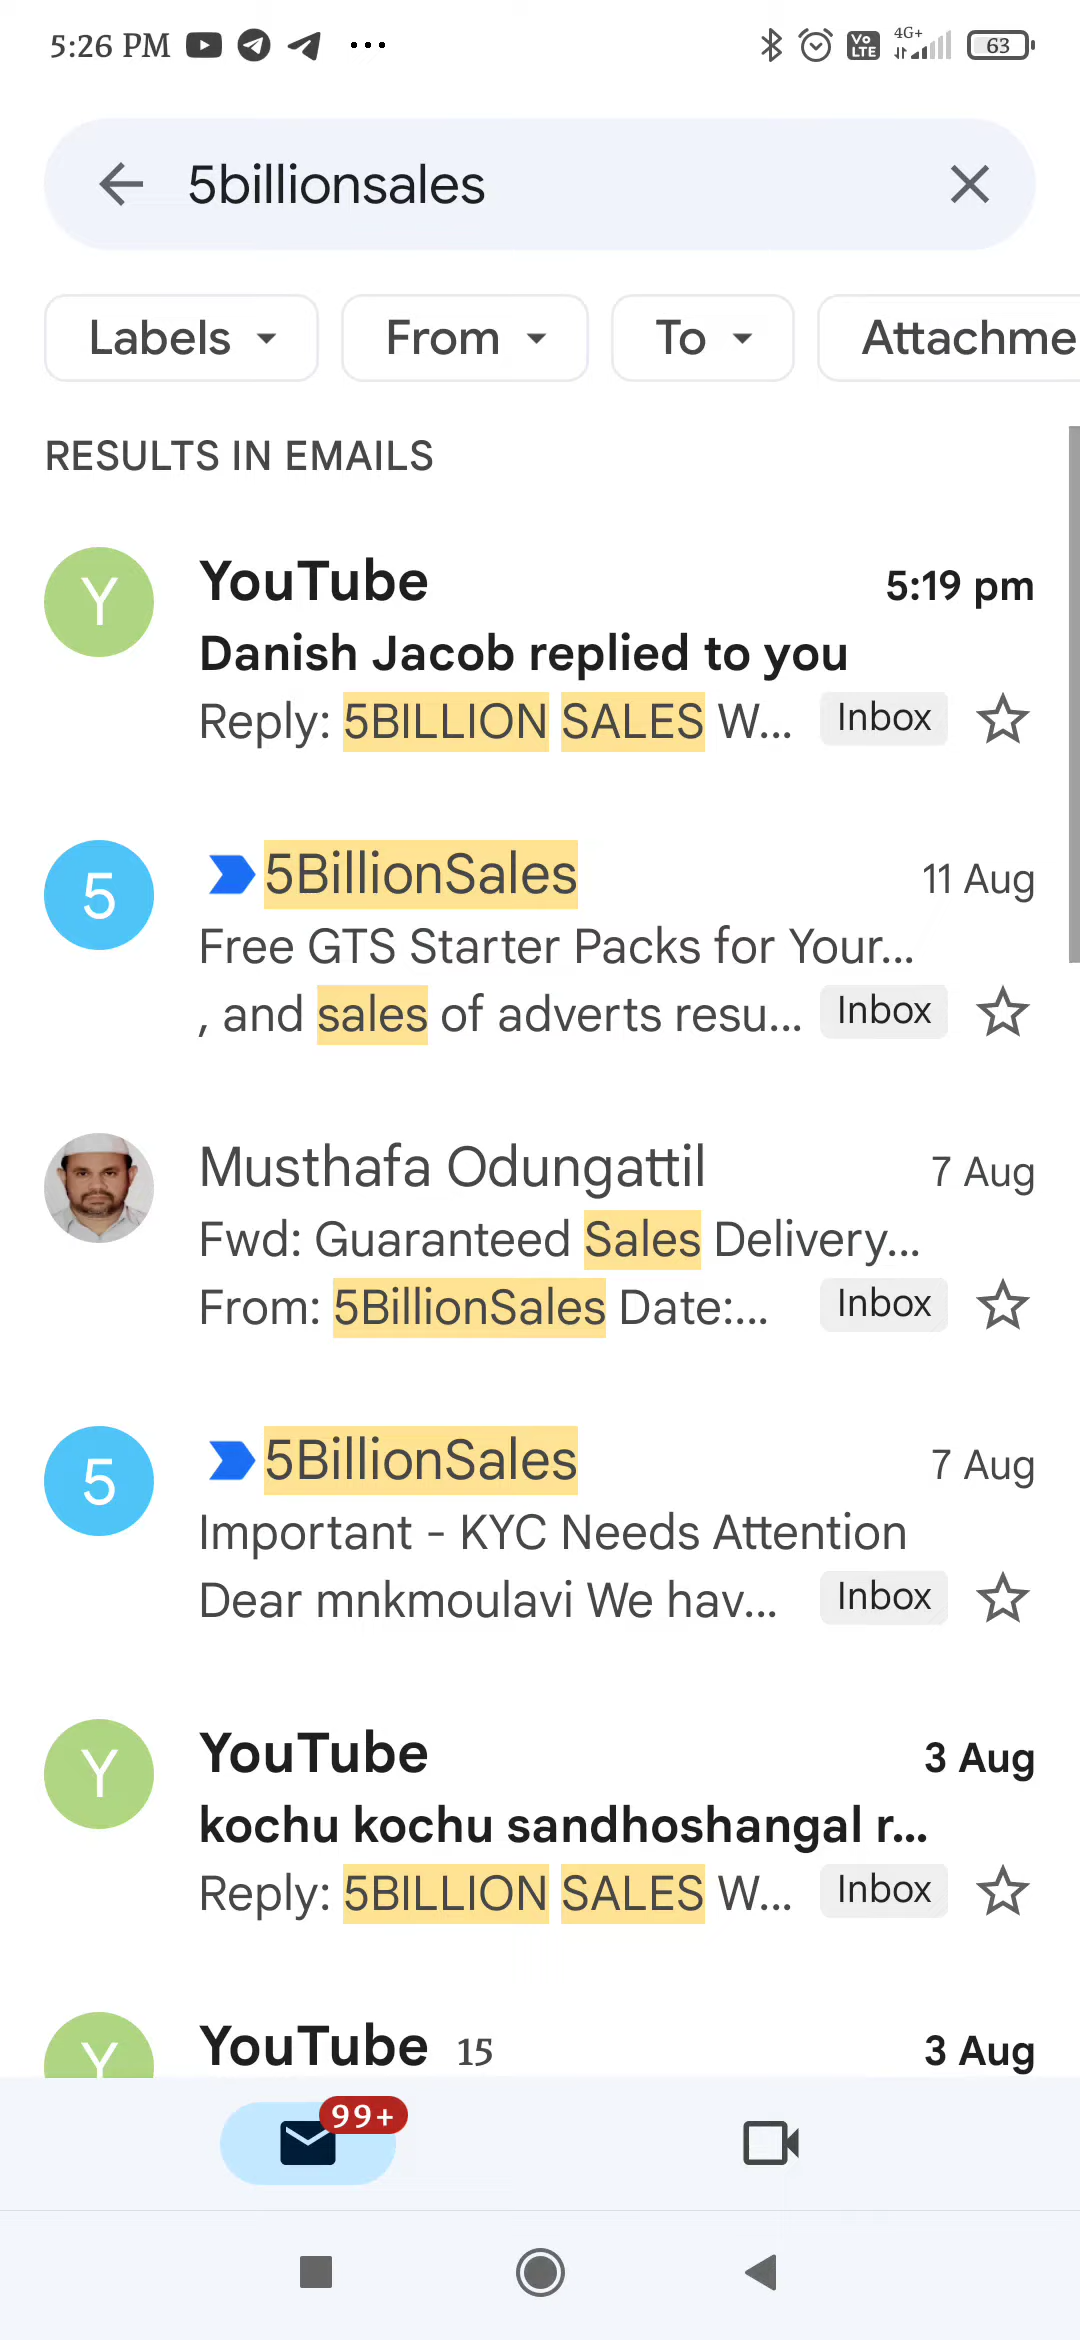 5:26 PM
4G+
Vo LTE
63
5billionsales
Labels From To Attachme
RESULTS IN EMAILS
Y
YouTube 5:19 pm
Danish Jacob replied to you
Reply: 5BILLION SALES W... Inbox
5
5BillionSales 11 Aug
Free GTS Starter Packs for Your...
, and sales of adverts resu... Inbox
Musthafa Odungattil 7 Aug
Fwd: Guaranteed Sales Delivery...
From: 5BillionSales Date:... Inbox
5
5BillionSales 7 Aug
Important - KYC Needs Attention
Dear mnkmoulavi We hav... Inbox
Y
YouTube 3 Aug
kochu kochu sandhoshangal r...
Reply: 5BILLION SALES W... Inbox
Y
YouTube 15 3 Aug
99+